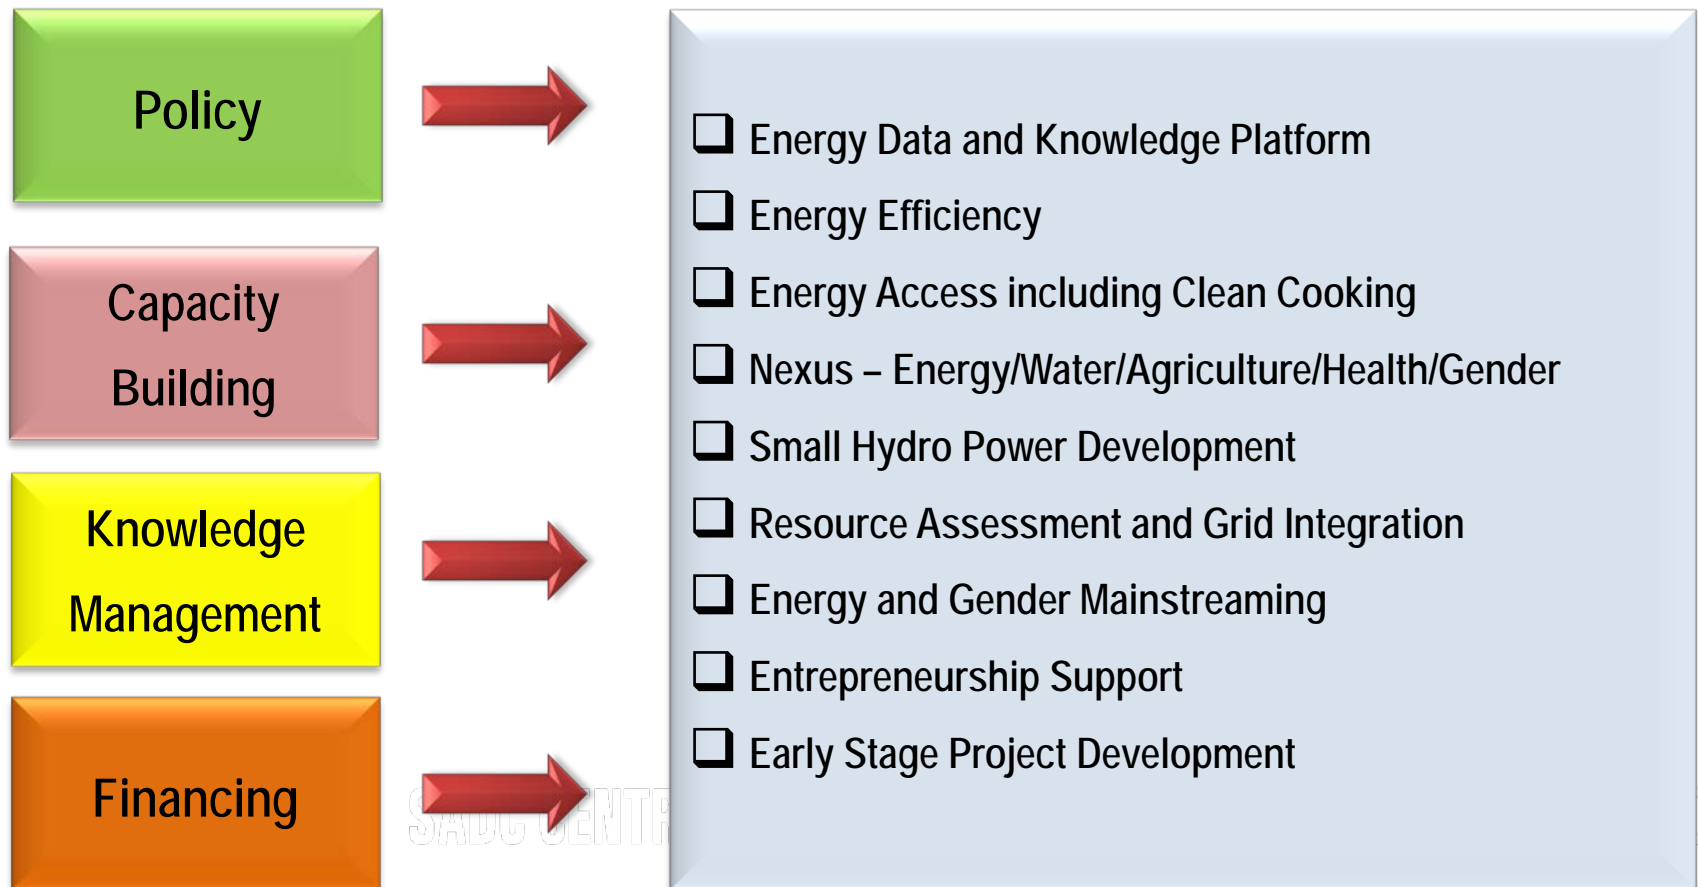 Policy
Capacity
Building
Knowledge
Management
Financing
Energy Data and Knowledge Platform
Energy Efficiency
Energy Access including Clean Cooking
Nexus – Energy/Water/Agriculture/Health/Gender
Small Hydro Power Development
Resource Assessment and Grid Integration
Energy and Gender Mainstreaming
Entrepreneurship Support
Early Stage Project Development
SADC